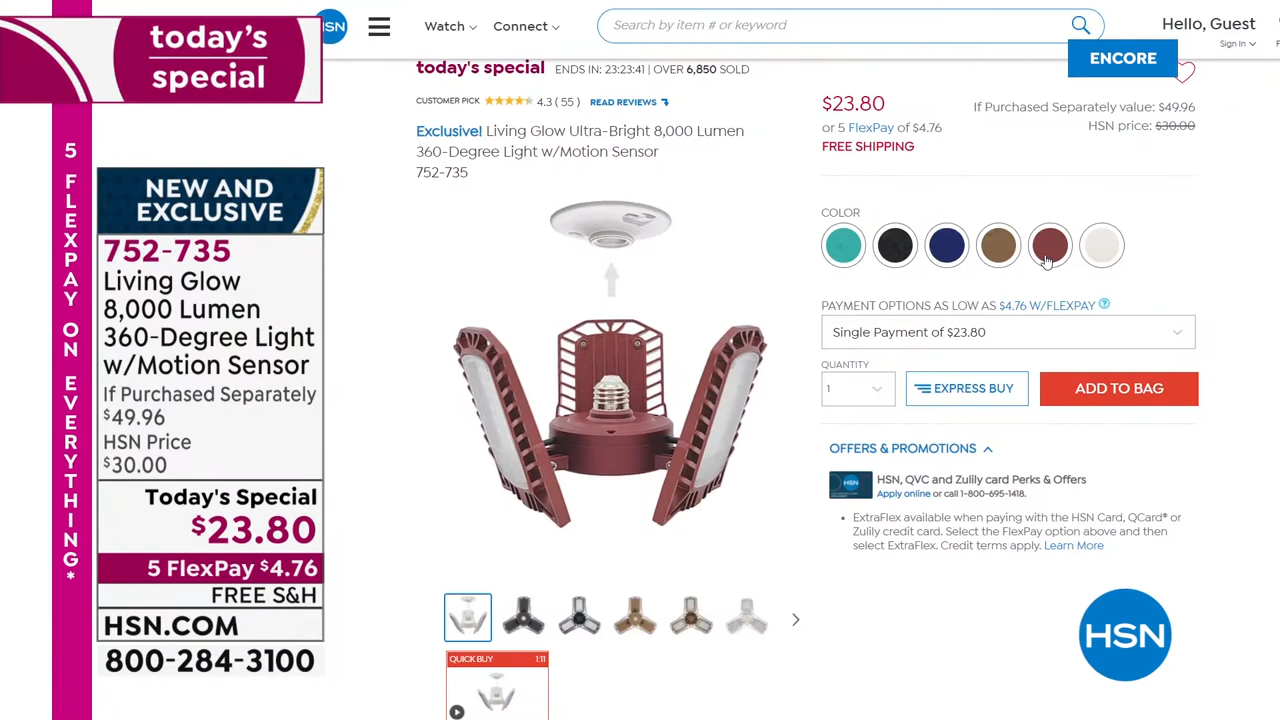 today's
special
5
FLEXPAY ON EVERYTHING*
NEW AND
EXCLUSIVE
752-735
Living Glow
8,000 Lumen
360-Degree Light
w/Motion Sensor
If Purchased Separately
$49.96
HSN Price
$30.00
Today's Special
$23.80
5 FlexPay $4.76
FREE S&H
HSN.COM
800-284-3100
HSN
Watch
Connect
Search by item # or keyword
Hello, Guest
Sign In
ENCORE
today's special ENDS IN: 23:23:41 | OVER 6,850 SOLD
CUSTOMER PICK 4.3 ( 55 ) READ REVIEWS
Exclusive! Living Glow Ultra-Bright 8,000 Lumen
360-Degree Light w/Motion Sensor
752-735
$23.80
or 5 FlexPay of $4.76
FREE SHIPPING
If Purchased Separately value: $49.96
HSN price: $30.00
COLOR
PAYMENT OPTIONS AS LOW AS $4.76 W/FLEXPAY ?
Single Payment of $23.80
QUANTITY
1
EXPRESS BUY
ADD TO BAG
OFFERS & PROMOTIONS
HSN
HSN, QVC and Zulily card Perks & Offers
Apply online or call 1-800-695-1418.
• ExtraFlex available when paying with the HSN Card, QCard® or
Zulily credit card. Select the FlexPay option above and then
select ExtraFlex. Credit terms apply. Learn More
QUICK BUY 1:11
HSN